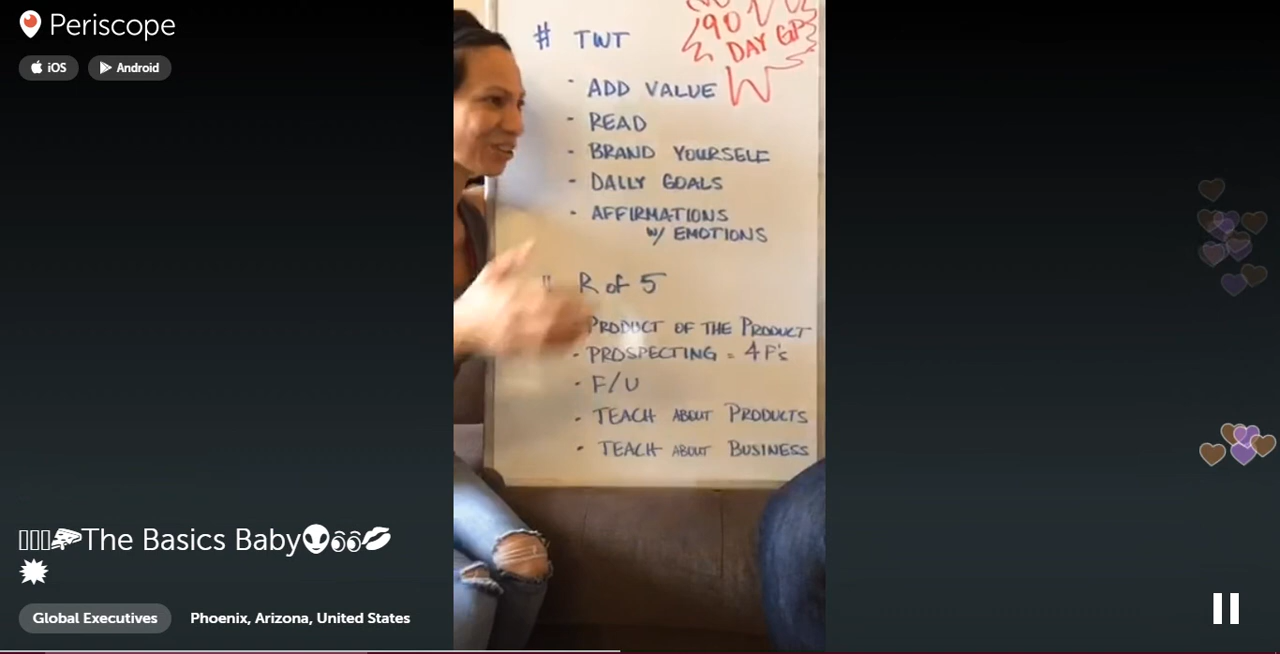 Periscope
iOS
Android
# TWT
90
DAY GP
- ADD VALUE
- READ
- BRAND YOURSELF
- DAILY GOALS
- AFFIRMATIONS
W/ EMOTIONS
R of 5
PRODUCT OF THE PRODUCT
- PROSPECTING = 4 F's
- F/U
- TEACH ABOUT PRODUCTS
- TEACH ABOUT BUSINESS
The Basics Baby
Global Executives
Phoenix, Arizona, United States